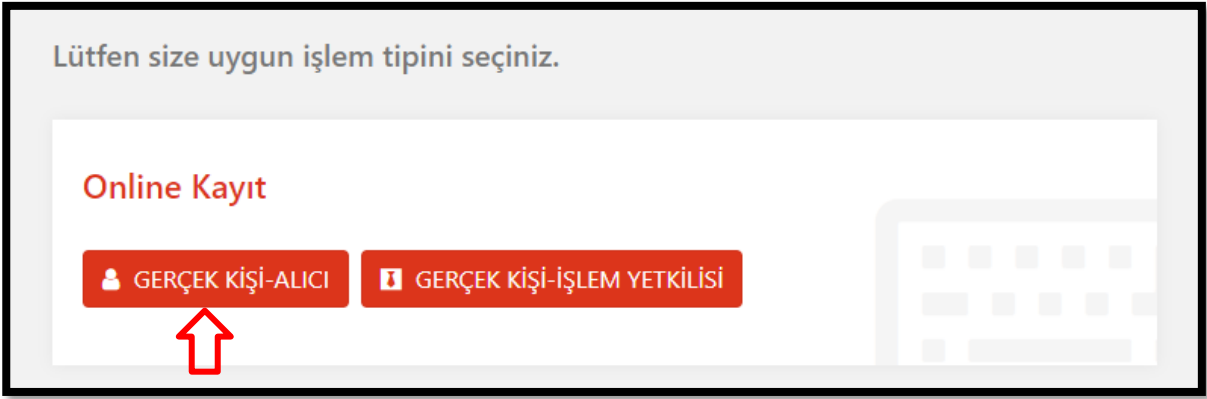 Lütfen size uygun işlem tipini seçiniz.
Online Kayıt
GERÇEK KİŞİ-ALICI
GERÇEK KİŞİ-İŞLEM YETKİLİSİ